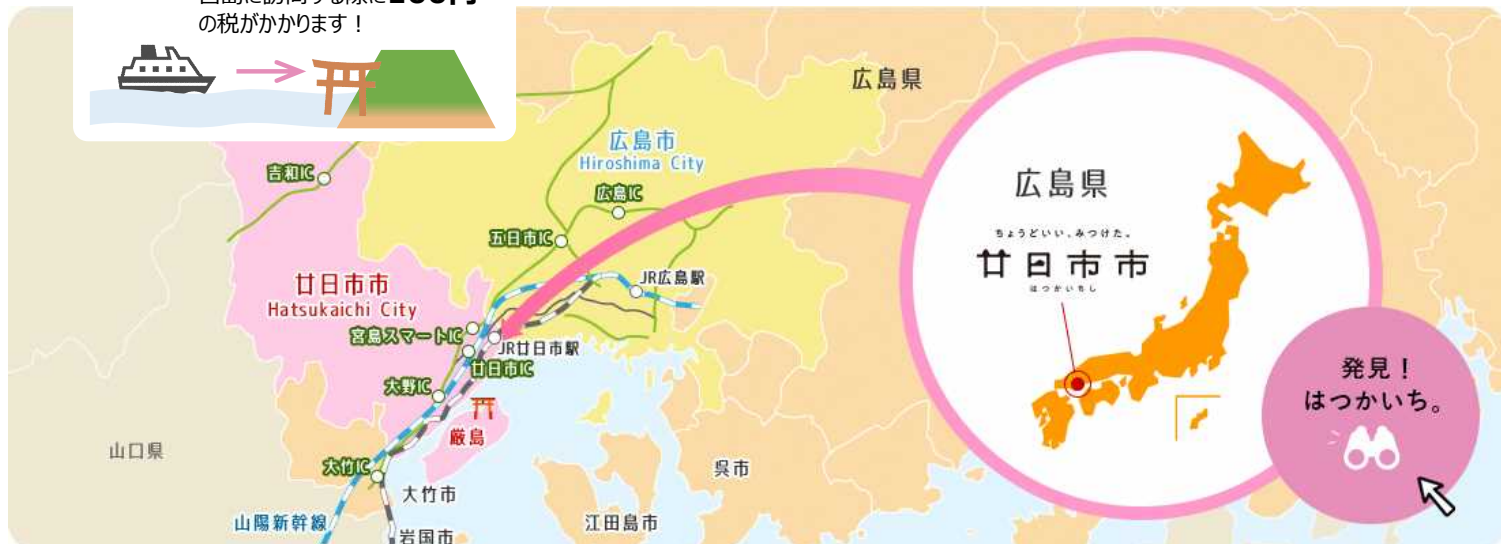 の税がかかります！
広島県
広島市
Hiroshima City
吉和IC
広島IC
五日市IC
廿日市市
Hatsukaichi City
JR広島駅
宮島スマートIC
JR廿日市駅
廿日市IC
大野IC
厳島
山口県
大竹IC
大竹市
呉市
山陽新幹線
江田島市
岩国市
広島県
ちょうどいい、みつけた。
廿日市市
はつかいちし
発見！
はつかいち。